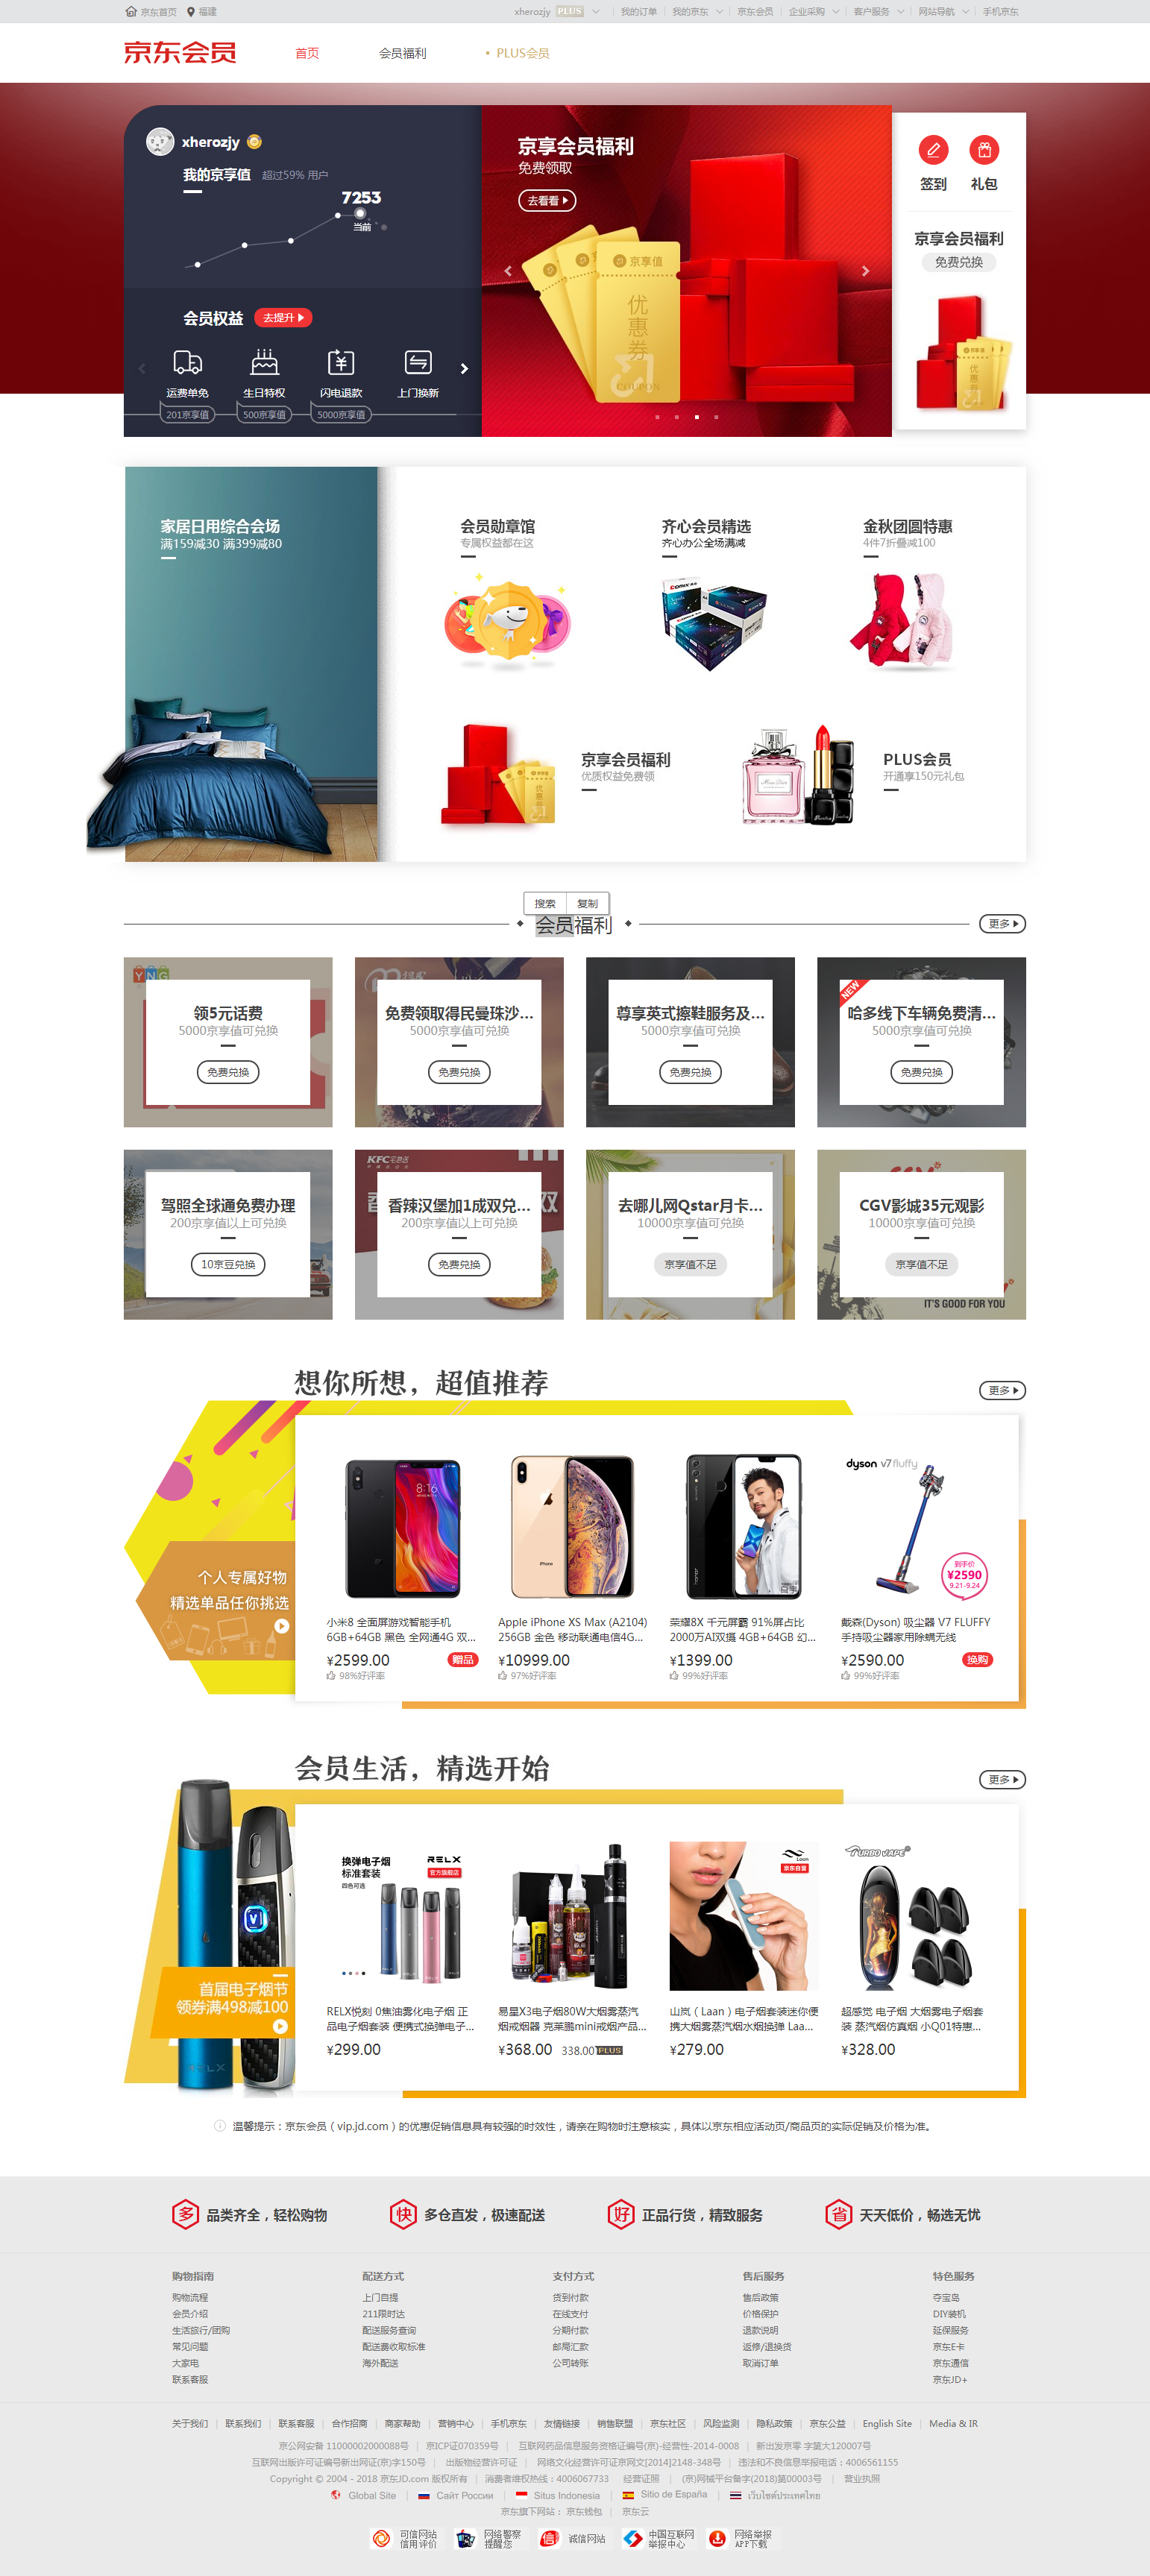 京东首页 福建 xherozjy PLUS 我的订单 我的京东 京东会员 企业采购 客户服务 网站导航 手机京东
京东会员 首页 会员福利 PLUS会员
xherozjy
我的京享值 超过59% 用户
7253
当前
会员权益 去提升
运费单免 生日特权 闪电退款 上门换新
201京享值 500京享值 5000京享值
京享会员福利
免费领取
去看看
京享值
优惠券
COUPON
签到 礼包
京享会员福利
免费兑换
京享值
家居日用综合会场
满159减30 满399减80
会员勋章馆
专属权益都在这
齐心会员精选
齐心办公全场满减
金秋团圆特惠
4件7折叠减100
COMIX
京享会员福利
优质权益免费领
优惠券
PLUS会员
开通享150元礼包
搜索 复制
会员福利
更多
YNG
领5元话费
5000京享值可兑换
免费兑换
免费领取得民曼珠沙...
5000京享值可兑换
免费兑换
尊享英式擦鞋服务及...
5000京享值可兑换
免费兑换
NEW
哈多线下车辆免费清...
5000京享值可兑换
免费兑换
驾照全球通免费办理
200京享值以上可兑换
10京豆兑换
KFC宅急送
香辣汉堡加1成双兑...
200京享值以上可兑换
免费兑换
去哪儿网Qstar月卡...
10000京享值可兑换
京享值不足
CGV影城35元观影
10000京享值可兑换
京享值不足
IT'S GOOD FOR YOU
想你所想，超值推荐
更多
个人专属好物
精选单品任你挑选
8:16
iPhone
honor
dyson v7fluffy
到手价
¥2590
9.21-9.24
小米8 全面屏游戏智能手机
6GB+64GB 黑色 全网通4G 双...
¥2599.00 赠品
98%好评率
Apple iPhone XS Max (A2104)
256GB 金色 移动联通电信4G...
¥10999.00
97%好评率
荣耀8X 千元屏霸 91%屏占比
2000万AI双摄 4GB+64GB 幻...
¥1399.00
99%好评率
戴森(Dyson) 吸尘器 V7 FLUFFY
手持吸尘器家用除螨无线
¥2590.00 换购
99%好评率
会员生活，精选开始
更多
首届电子烟节
领券满498减100
RELX
换弹电子烟
标准套装
四色可选
RELX
官方旗舰店
Laan
京东自营
TURBO VAPE
RELX悦刻 0焦油雾化电子烟 正
品电子烟套装 便携式换弹电子...
¥299.00
易星X3电子烟80W大烟雾蒸汽
烟戒烟器 克莱鹏mini戒烟产品...
¥368.00 338.00 PLUS
山岚（Laan）电子烟套装迷你便
携大烟雾蒸汽烟水烟换弹 Laa...
¥279.00
超感觉 电子烟 大烟雾电子烟套
装 蒸汽烟仿真烟 小Q01特惠...
¥328.00
温馨提示：京东会员（vip.jd.com）的优惠促销信息具有较强的时效性，请亲在购物时注意核实，具体以京东相应活动页/商品页的实际促销及价格为准。
多 品类齐全，轻松购物
快 多仓直发，极速配送
好 正品行货，精致服务
省 天天低价，畅选无忧
购物指南
购物流程
会员介绍
生活旅行/团购
常见问题
大家电
联系客服
配送方式
上门自提
211限时达
配送服务查询
配送费收取标准
海外配送
支付方式
货到付款
在线支付
分期付款
邮局汇款
公司转账
售后服务
售后政策
价格保护
退款说明
返修/退换货
取消订单
特色服务
夺宝岛
DIY装机
延保服务
京东E卡
京东通信
京东JD+
关于我们 | 联系我们 | 联系客服 | 合作招商 | 商家帮助 | 营销中心 | 手机京东 | 友情链接 | 销售联盟 | 京东社区 | 风险监测 | 隐私政策 | 京东公益 | English Site | Media & IR
京公网安备 11000002000088号 | 京ICP证070359号 | 互联网药品信息服务资格证编号(京)-经营性-2014-0008 | 新出发京零 字第大120007号
互联网出版许可证编号新出网证(京)字150号 | 出版物经营许可证 | 网络文化经营许可证京网文[2014]2148-348号 | 违法和不良信息举报电话：4006561155
Copyright © 2004 - 2018 京东JD.com 版权所有 | 消费者维权热线：4006067733 经营证照 | (京)网械平台备字(2018)第00003号 | 营业执照
Global Site | Сайт России | Situs Indonesia | Sitio de España | เว็บไซต์ประเทศไทย
京东旗下网站：京东钱包 | 京东云
可信网站
信用评价
网络警察
提醒您
诚信网站
中国互联网
举报中心
网络举报
APP下载